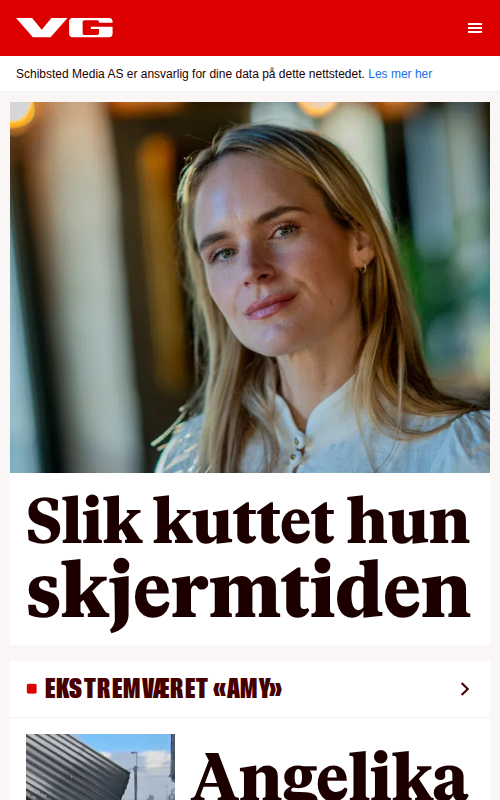 VG
Schibsted Media AS er ansvarlig for dine data på dette nettstedet. Les mer her
Slik kuttet hun
skjermtiden
EKSTREMVÆRET «AMY»
Angelika